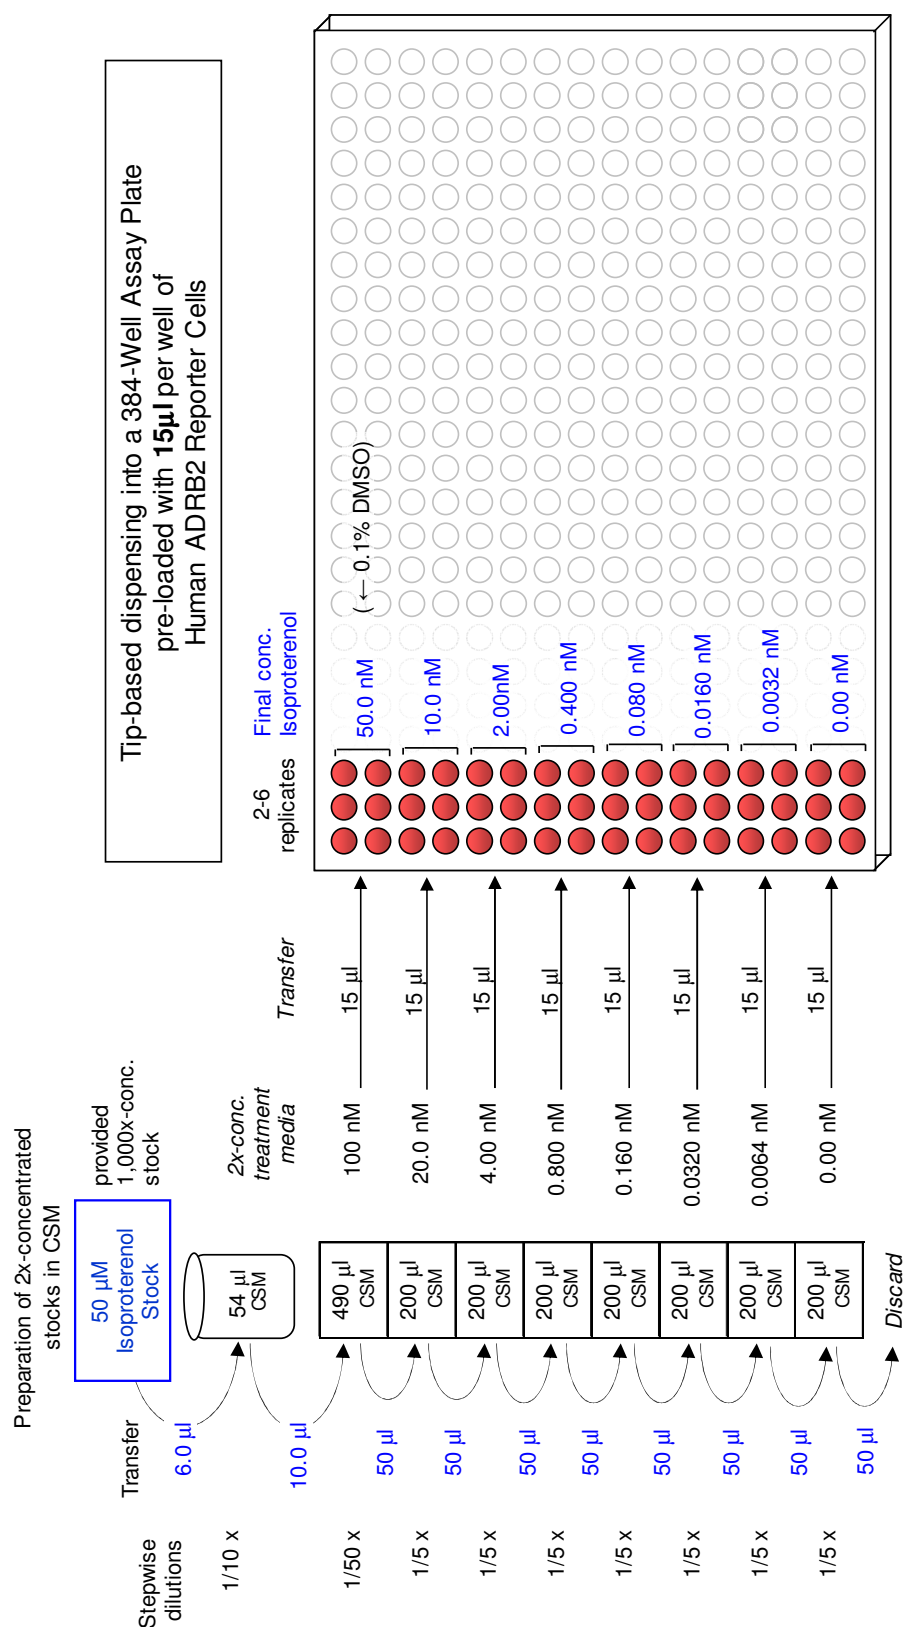 Tip-based dispensing into a 384-Well Assay Plate
pre-loaded with 15µl per well of
Human ADRB2 Reporter Cells
Preparation of 2x-concentrated
stocks in CSM
Stepwise
dilutions
Transfer
50 µM
Isoproterenol
Stock
provided
1,000x-conc.
stock
6.0 µl
1/10 x
54 µl
CSM
10.0 µl
2x-conc.
treatment
media
Transfer
2-6
replicates
Final conc.
Isoproterenol
1/50 x
490 µl
CSM
100 nM
15 µl
50.0 nM
(← 0.1% DMSO)
50 µl
1/5 x
200 µl
CSM
20.0 nM
15 µl
10.0 nM
50 µl
1/5 x
200 µl
CSM
4.00 nM
15 µl
2.00nM
50 µl
1/5 x
200 µl
CSM
0.800 nM
15 µl
0.400 nM
50 µl
1/5 x
200 µl
CSM
0.160 nM
15 µl
0.080 nM
50 µl
1/5 x
200 µl
CSM
0.0320 nM
15 µl
0.0160 nM
50 µl
1/5 x
200 µl
CSM
0.0064 nM
15 µl
0.0032 nM
50 µl
1/5 x
200 µl
CSM
0.00 nM
15 µl
0.00 nM
50 µl
Discard